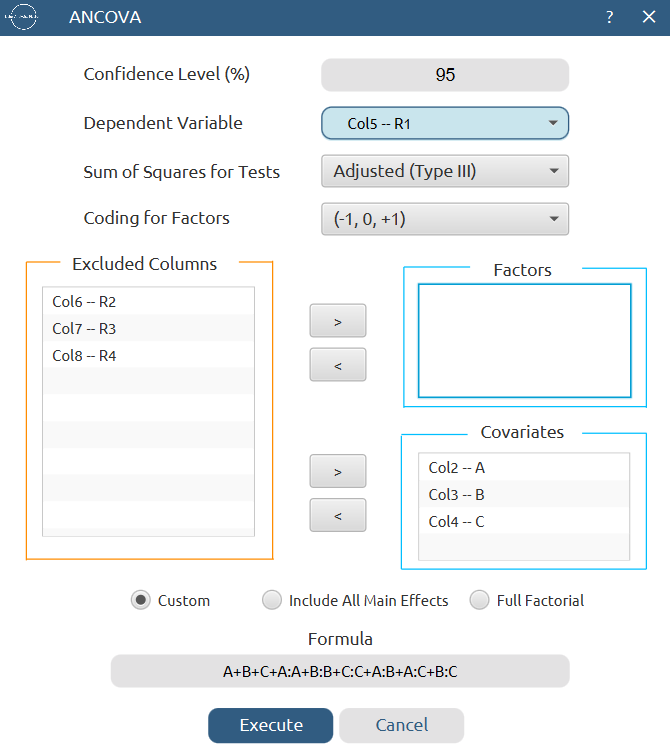 ANCOVA ? ✕
Confidence Level (%) 95
Dependent Variable Col5 -- R1
Sum of Squares for Tests Adjusted (Type III)
Coding for Factors (-1, 0, +1)
Excluded Columns
Col6 -- R2
Col7 -- R3
Col8 -- R4
>
<
>
<
Factors
Covariates
Col2 -- A
Col3 -- B
Col4 -- C
Custom Include All Main Effects Full Factorial
Formula
A+B+C+A:A+B:B+C:C+A:B+A:C+B:C
Execute Cancel